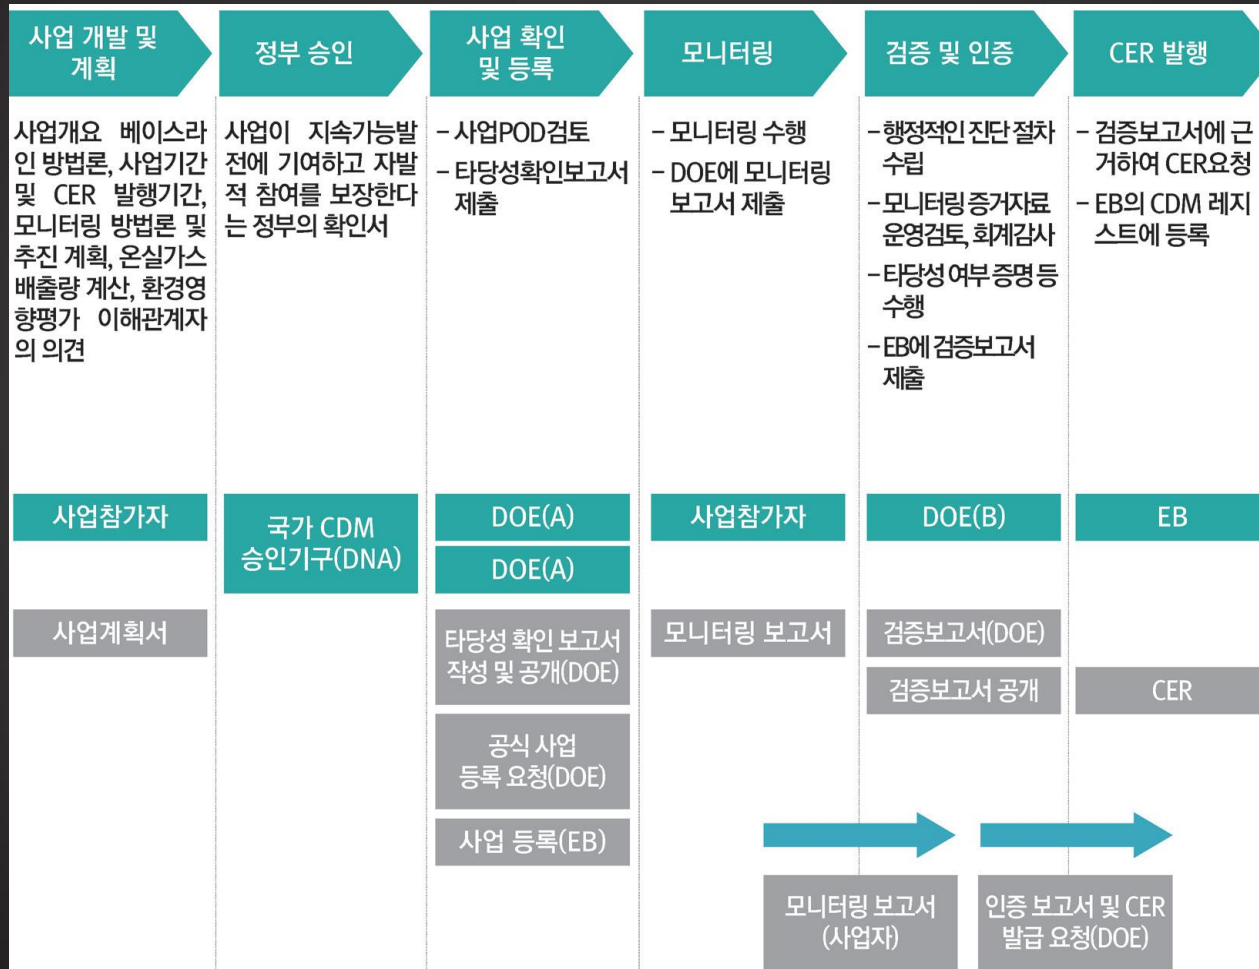 사업 개발 및
계획
정부 승인
사업 확인
및 등록
모니터링
검증 및 인증
CER 발행
사업개요 베이스라
인 방법론, 사업기간
및 CER 발행기간,
모니터링 방법론 및
추진 계획, 온실가스
배출량 계산, 환경영
향평가 이해관계자
의 의견
사업이 지속가능발
전에 기여하고 자발
적 참여를 보장한다
는 정부의 확인서
– 사업POD검토
– 타당성확인보고서
제출
– 모니터링 수행
– DOE에 모니터링
보고서 제출
– 행정적인 진단 절차
수립
– 모니터링 증거자료
운영검토, 회계감사
– 타당성 여부 증명 등
수행
– EB에 검증보고서
제출
– 검증보고서에 근
거하여 CER요청
– EB의 CDM 레지
스트에 등록
사업참가자
국가 CDM
승인기구(DNA)
DOE(A)
DOE(A)
사업참가자
DOE(B)
EB
사업계획서
타당성 확인 보고서
작성 및 공개(DOE)
공식 사업
등록 요청(DOE)
사업 등록(EB)
모니터링 보고서
검증보고서(DOE)
검증보고서 공개
CER
모니터링 보고서
(사업자)
인증 보고서 및 CER
발급 요청(DOE)